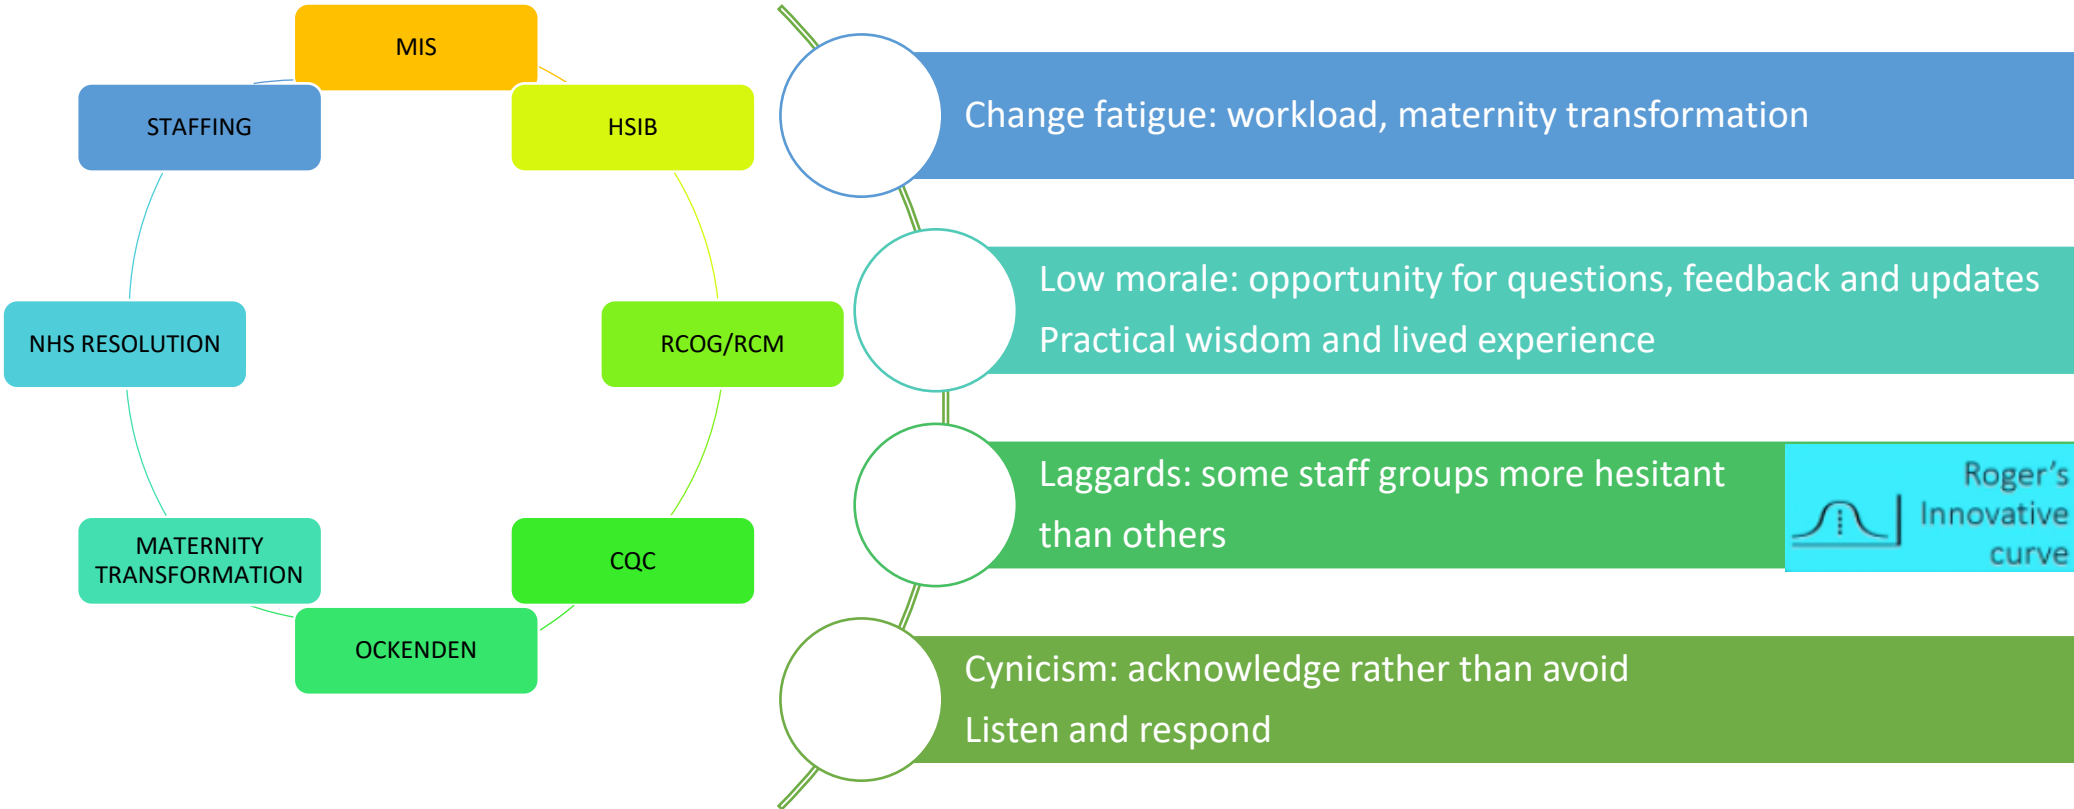 MIS
HSIB
RCOG/RCM
CQC
OCKENDEN
MATERNITY
TRANSFORMATION
NHS RESOLUTION
STAFFING
Change fatigue: workload, maternity transformation
Low morale: opportunity for questions, feedback and updates
Practical wisdom and lived experience
Laggards: some staff groups more hesitant
than others
Roger's
Innovative
curve
Cynicism: acknowledge rather than avoid
Listen and respond